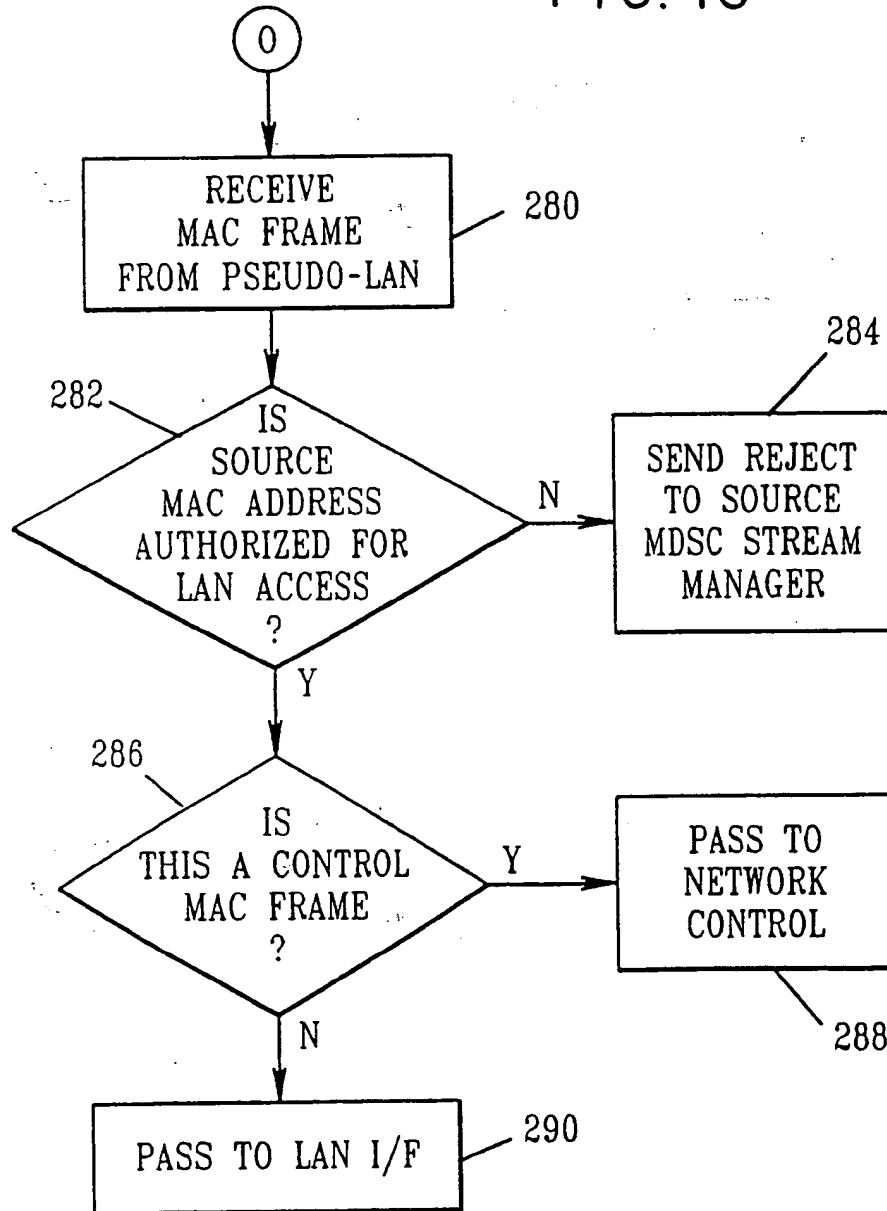 O
RECEIVE
MAC FRAME
FROM PSEUDO-LAN
280
282
IS
SOURCE
MAC ADDRESS
AUTHORIZED FOR
LAN ACCESS
?
N
284
SEND REJECT
TO SOURCE
MDSC STREAM
MANAGER
Y
286
IS
THIS A CONTROL
MAC FRAME
?
Y
PASS TO
NETWORK
CONTROL
288
N
PASS TO LAN I/F
290